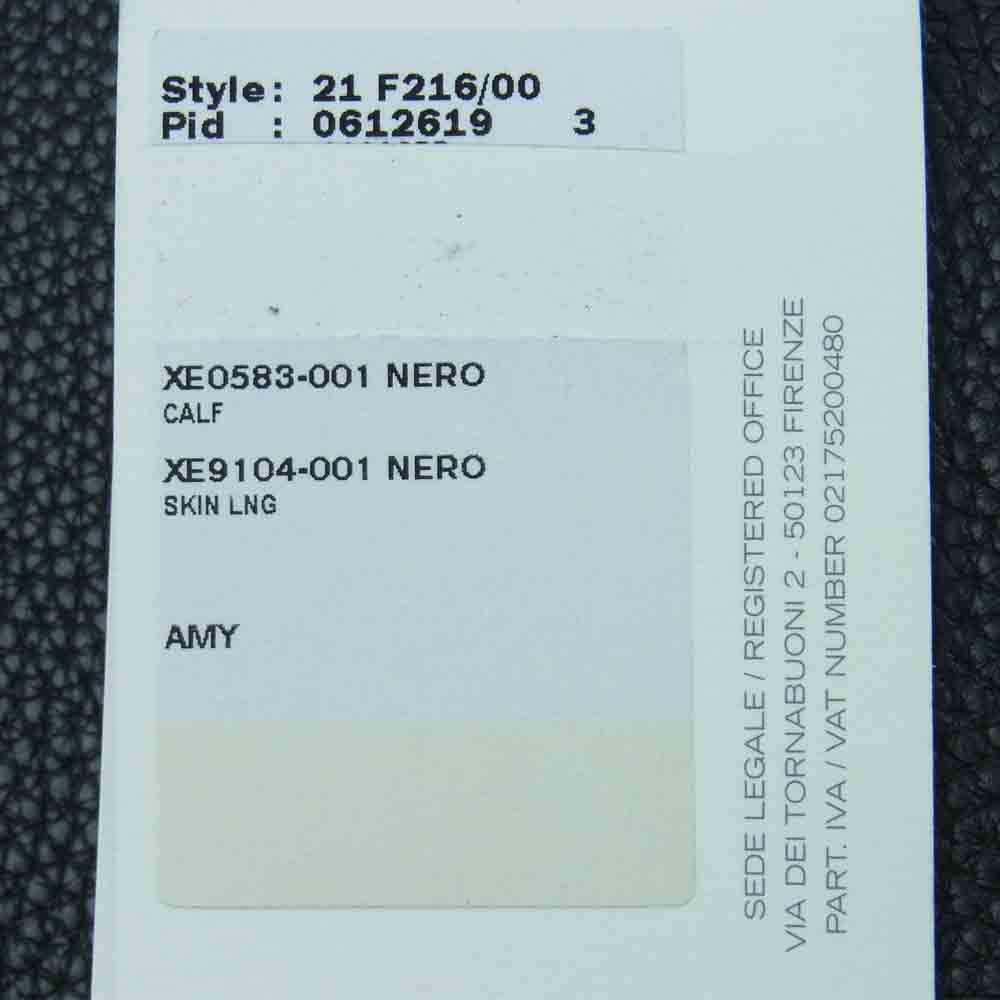 Style: 21 F216/00
Pid : 0612619 3
XE0583-001 NERO
CALF
XE9104-001 NERO
SKIN LNG
AMY
SEDE LEGALE / REGISTERED OFFICE
VIA DEI TORNABUONI 2 - 50123 FIRENZE
PART. IVA / VAT NUMBER 02175200480